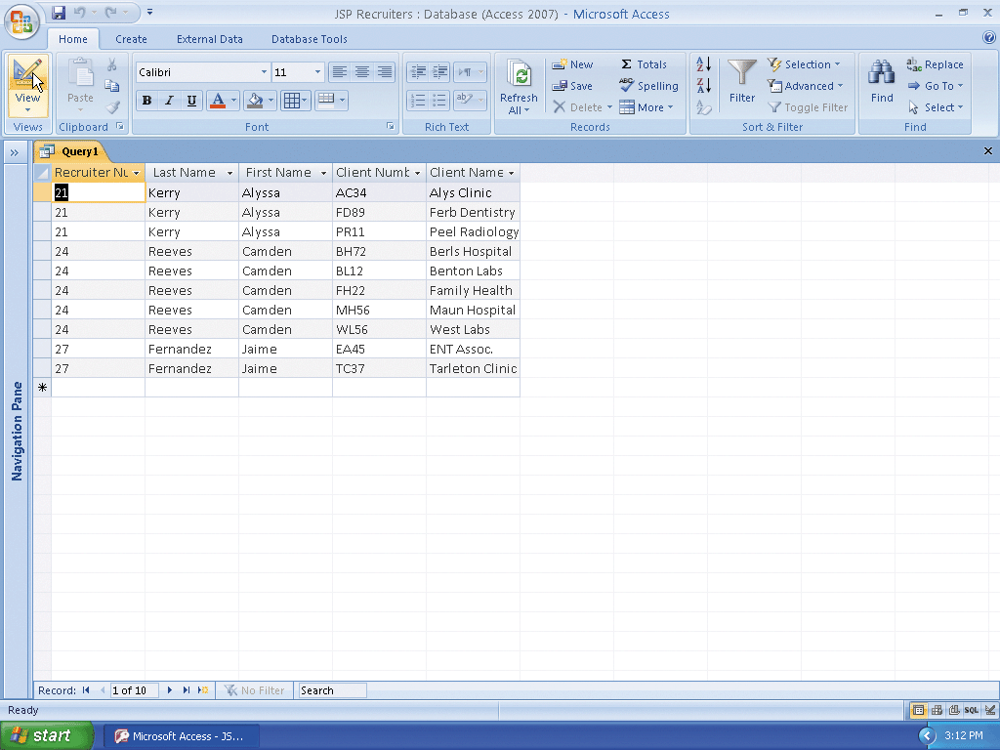 JSP Recruiters : Database (Access 2007) - Microsoft Access
Home Create External Data Database Tools
View
Views
Paste
Clipboard
Calibri 11
B I U A
Font
Rich Text
Refresh All
New
Save
Delete
Σ Totals
ABC Spelling
More
Records
Filter
Selection
Advanced
Toggle Filter
Sort & Filter
Find
Replace
Go To
Select
Find
Query1
Recruiter Nu Last Name First Name Client Numb Client Name
21 Kerry Alyssa AC34 Alys Clinic
21 Kerry Alyssa FD89 Ferb Dentistry
21 Kerry Alyssa PR11 Peel Radiology
24 Reeves Camden BH72 Berls Hospital
24 Reeves Camden BL12 Benton Labs
24 Reeves Camden FH22 Family Health
24 Reeves Camden MH56 Maun Hospital
24 Reeves Camden WL56 West Labs
27 Fernandez Jaime EA45 ENT Assoc.
27 Fernandez Jaime TC37 Tarleton Clinic
Navigation Pane
Record: 1 of 10 No Filter Search
Ready SQL
start Microsoft Access - JS... 3:12 PM